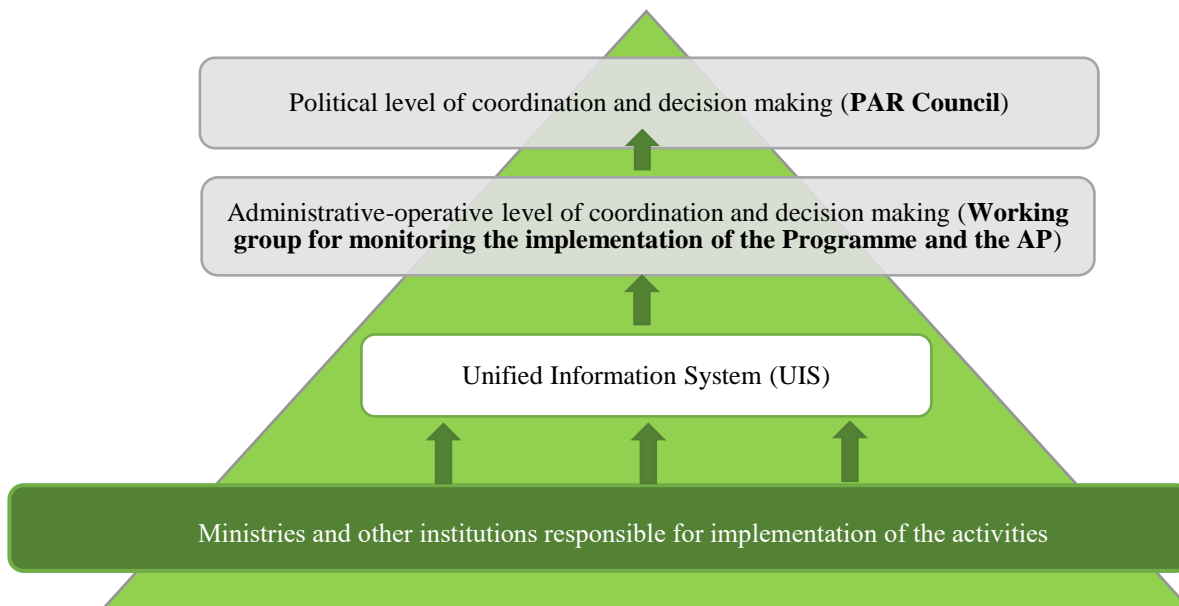 Political level of coordination and decision making (PAR Council)
Administrative-operative level of coordination and decision making (Working
group for monitoring the implementation of the Programme and the AP)
Unified Information System (UIS)
Ministries and other institutions responsible for implementation of the activities